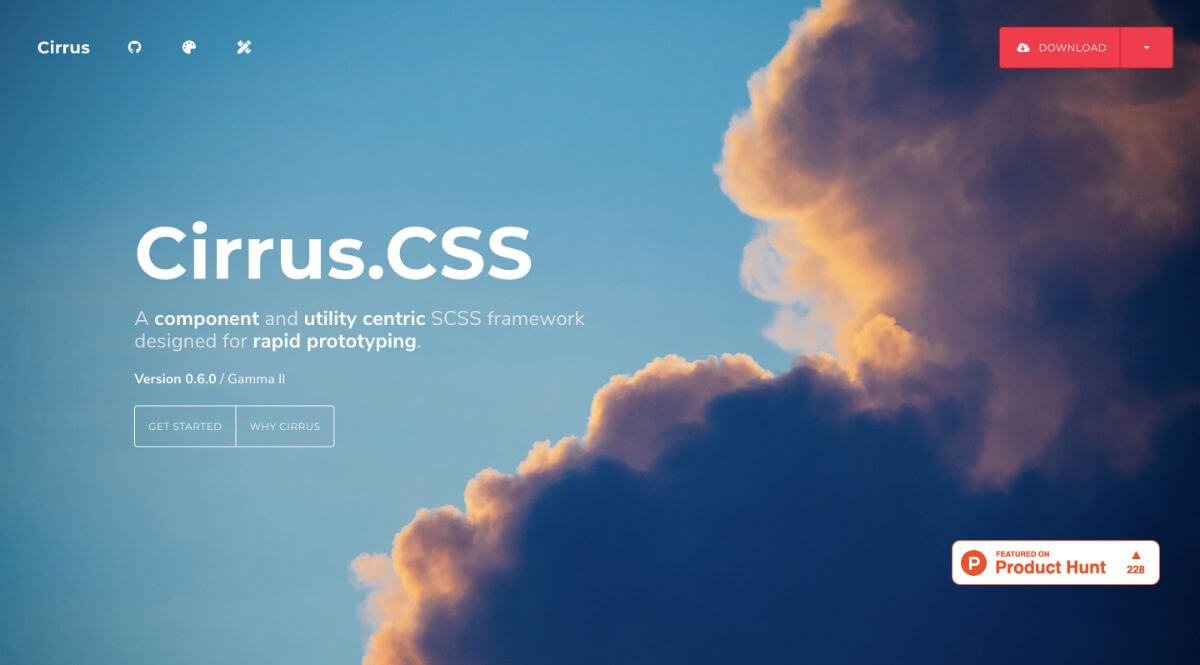 Cirrus
DOWNLOAD
Cirrus.CSS
A component and utility centric SCSS framework
designed for rapid prototyping.
Version 0.6.0 / Gamma II
GET STARTED
WHY CIRRUS
P
FEATURED ON
Product Hunt
228